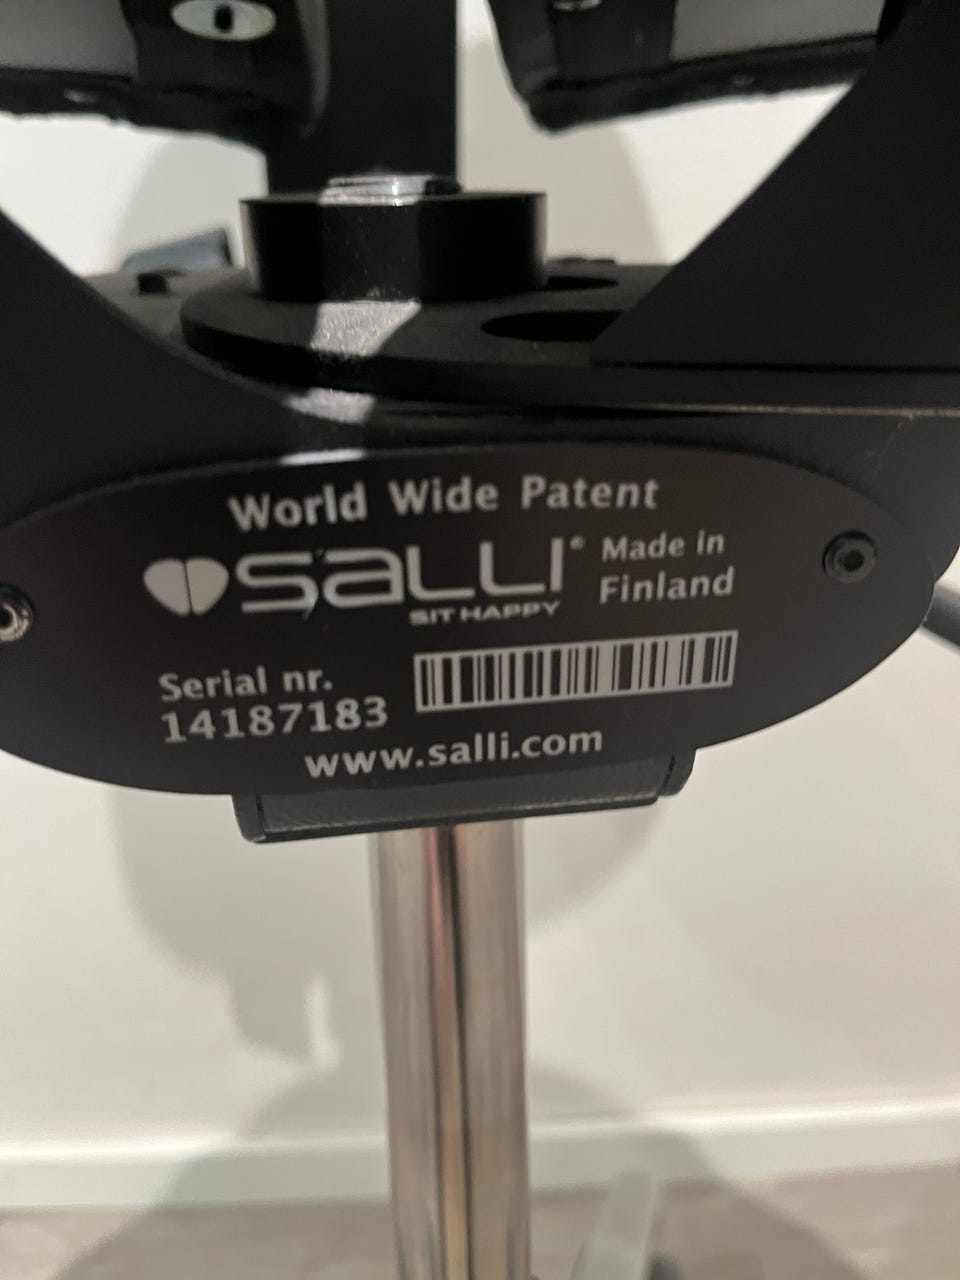 World Wide Patent
SALLI® Made in
SIT HAPPY Finland
Serial nr.
14187183
www.salli.com